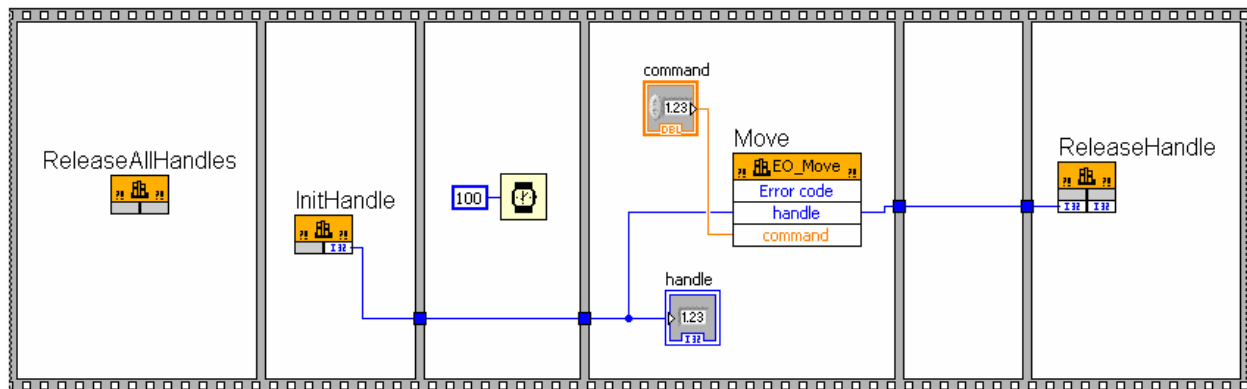 ReleaseAllHandles
?! ?!
InitHandle
?! ?!
I32
100
command
1.23
DBL
Move
?! EO_Move ?!
Error code
handle
command
handle
1.23
I32
ReleaseHandle
?! ?!
I32 I32